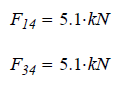 F14 = 5.1·kN
F34 = 5.1·kN